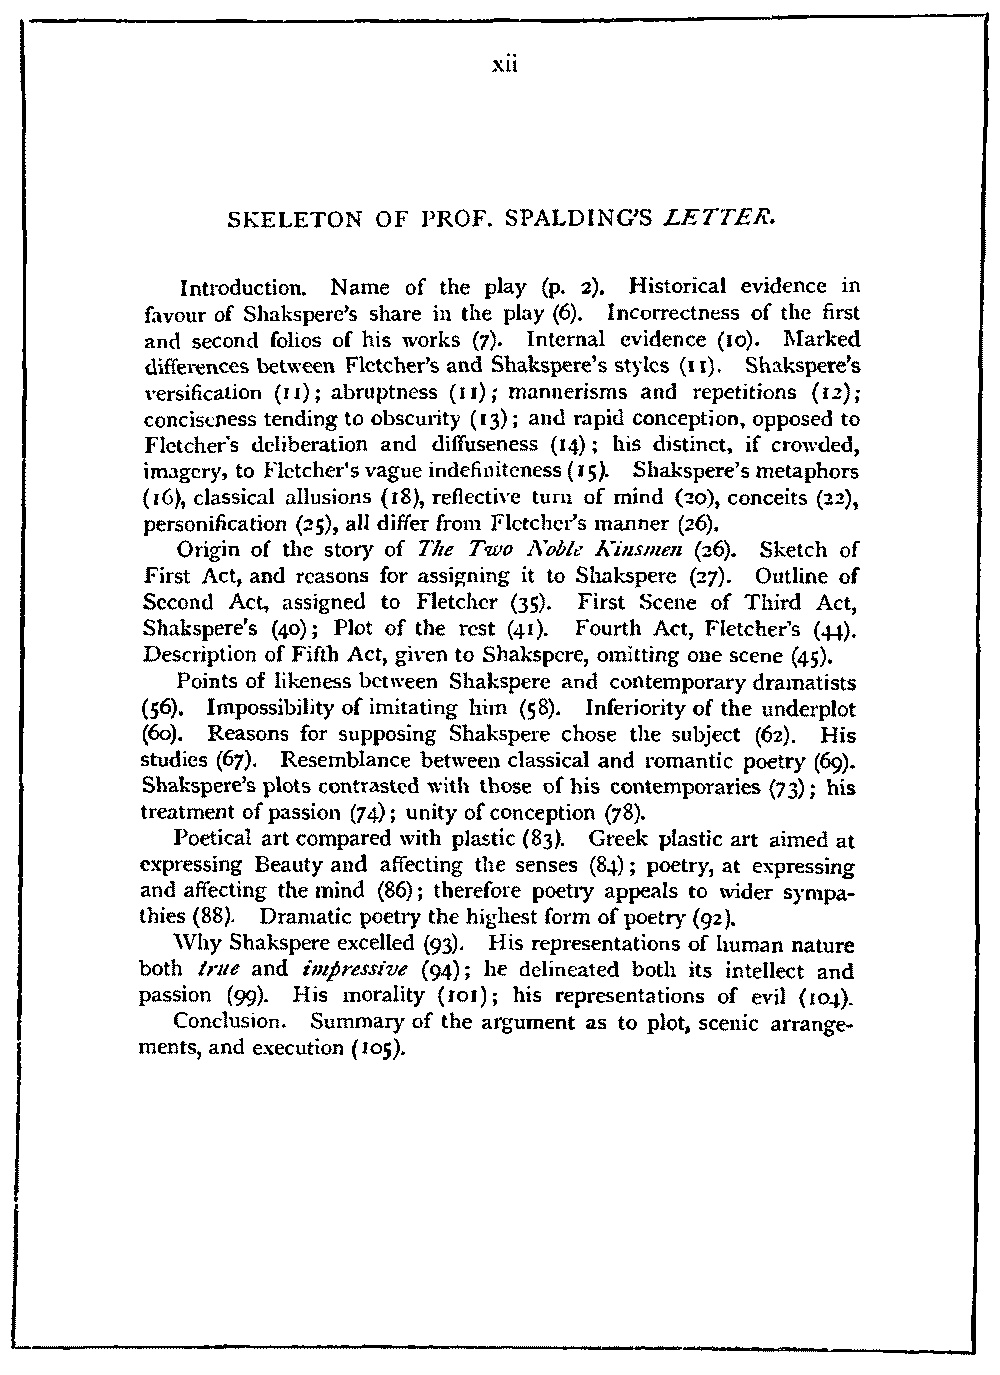 xii
SKELETON OF PROF. SPALDING'S LETTER.
Introduction. Name of the play (p. 2). Historical evidence in
favour of Shakspere's share in the play (6). Incorrectness of the first
and second folios of his works (7). Internal evidence (10). Marked
differences between Fletcher's and Shakspere's styles (11). Shakspere's
versification (11); abruptness (11); mannerisms and repetitions (12);
conciseness tending to obscurity (13); and rapid conception, opposed to
Fletcher's deliberation and diffuseness (14); his distinct, if crowded,
imagery, to Fletcher's vague indefiniteness (15). Shakspere's metaphors
(16), classical allusions (18), reflective turn of mind (20), conceits (22),
personification (25), all differ from Fletcher's manner (26).
Origin of the story of The Two Noble Kinsmen (26). Sketch of
First Act, and reasons for assigning it to Shakspere (27). Outline of
Second Act, assigned to Fletcher (35). First Scene of Third Act,
Shakspere's (40); Plot of the rest (41). Fourth Act, Fletcher's (44).
Description of Fifth Act, given to Shakspere, omitting one scene (45).
Points of likeness between Shakspere and contemporary dramatists
(56). Impossibility of imitating him (58). Inferiority of the underplot
(60). Reasons for supposing Shakspere chose the subject (62). His
studies (67). Resemblance between classical and romantic poetry (69).
Shakspere's plots contrasted with those of his contemporaries (73); his
treatment of passion (74); unity of conception (78).
Poetical art compared with plastic (83). Greek plastic art aimed at
expressing Beauty and affecting the senses (84); poetry, at expressing
and affecting the mind (86); therefore poetry appeals to wider sympa-
thies (88). Dramatic poetry the highest form of poetry (92).
Why Shakspere excelled (93). His representations of human nature
both true and impressive (94); he delineated both its intellect and
passion (99). His morality (101); his representations of evil (104).
Conclusion. Summary of the argument as to plot, scenic arrange-
ments, and execution (105).